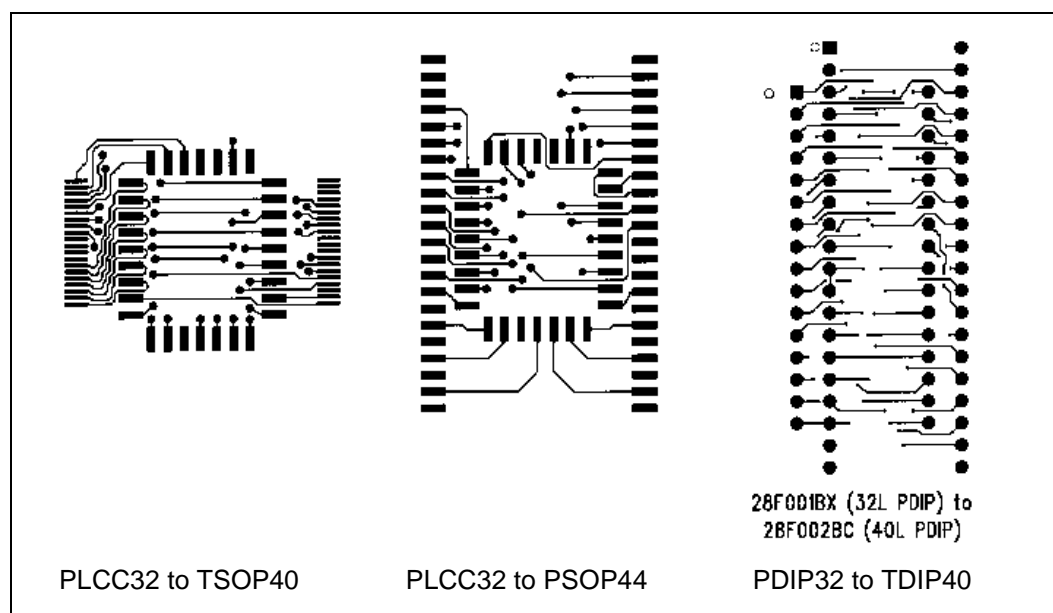 28F001BX (32L PDIP) to
28F002BC (40L PDIP)
PLCC32 to TSOP40
PLCC32 to PSOP44
PDIP32 to TDIP40